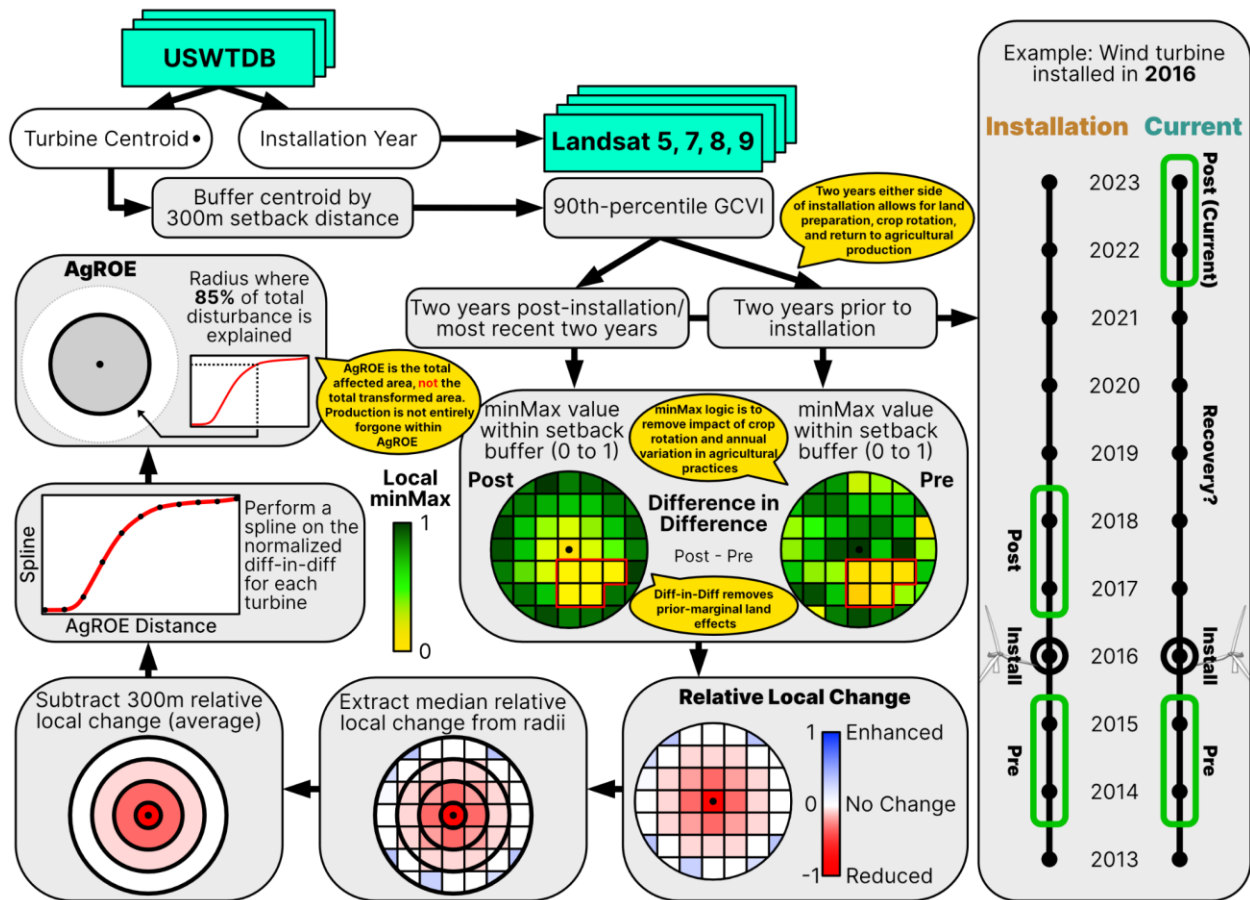 USWTDB
Turbine Centroid
Installation Year
Landsat 5, 7, 8, 9
Buffer centroid by
300m setback distance
90th-percentile GCVI
Two years either side
of installation allows for land
preparation, crop rotation,
and return to agricultural
production
Two years post-installation/
most recent two years
Two years prior to
installation
AgROE
Radius where
85% of total
disturbance is
explained
AgROE is the total
affected area, not the
total transformed area.
Production is not entirely
forgone within
AgROE
minMax value
within setback
buffer (0 to 1)
Post
minMax logic is to
remove impact of crop
rotation and annual
variation in agricultural
practices
minMax value
within setback
buffer (0 to 1)
Pre
Difference in
Difference
Post - Pre
Diff-in-Diff removes
prior-marginal land
effects
Local
minMax
1
0
Spline
AgROE Distance
Perform a
spline on the
normalized
diff-in-diff
for each
turbine
Subtract 300m relative
local change (average)
Extract median relative
local change from radii
Relative Local Change
1
Enhanced
0
No Change
-1
Reduced
Example: Wind turbine
installed in 2016
Installation
Current
2023
2022
2021
2020
2019
2018
2017
2016
2015
2014
2013
Post
Install
Pre
Post (Current)
Recovery?
Install
Pre